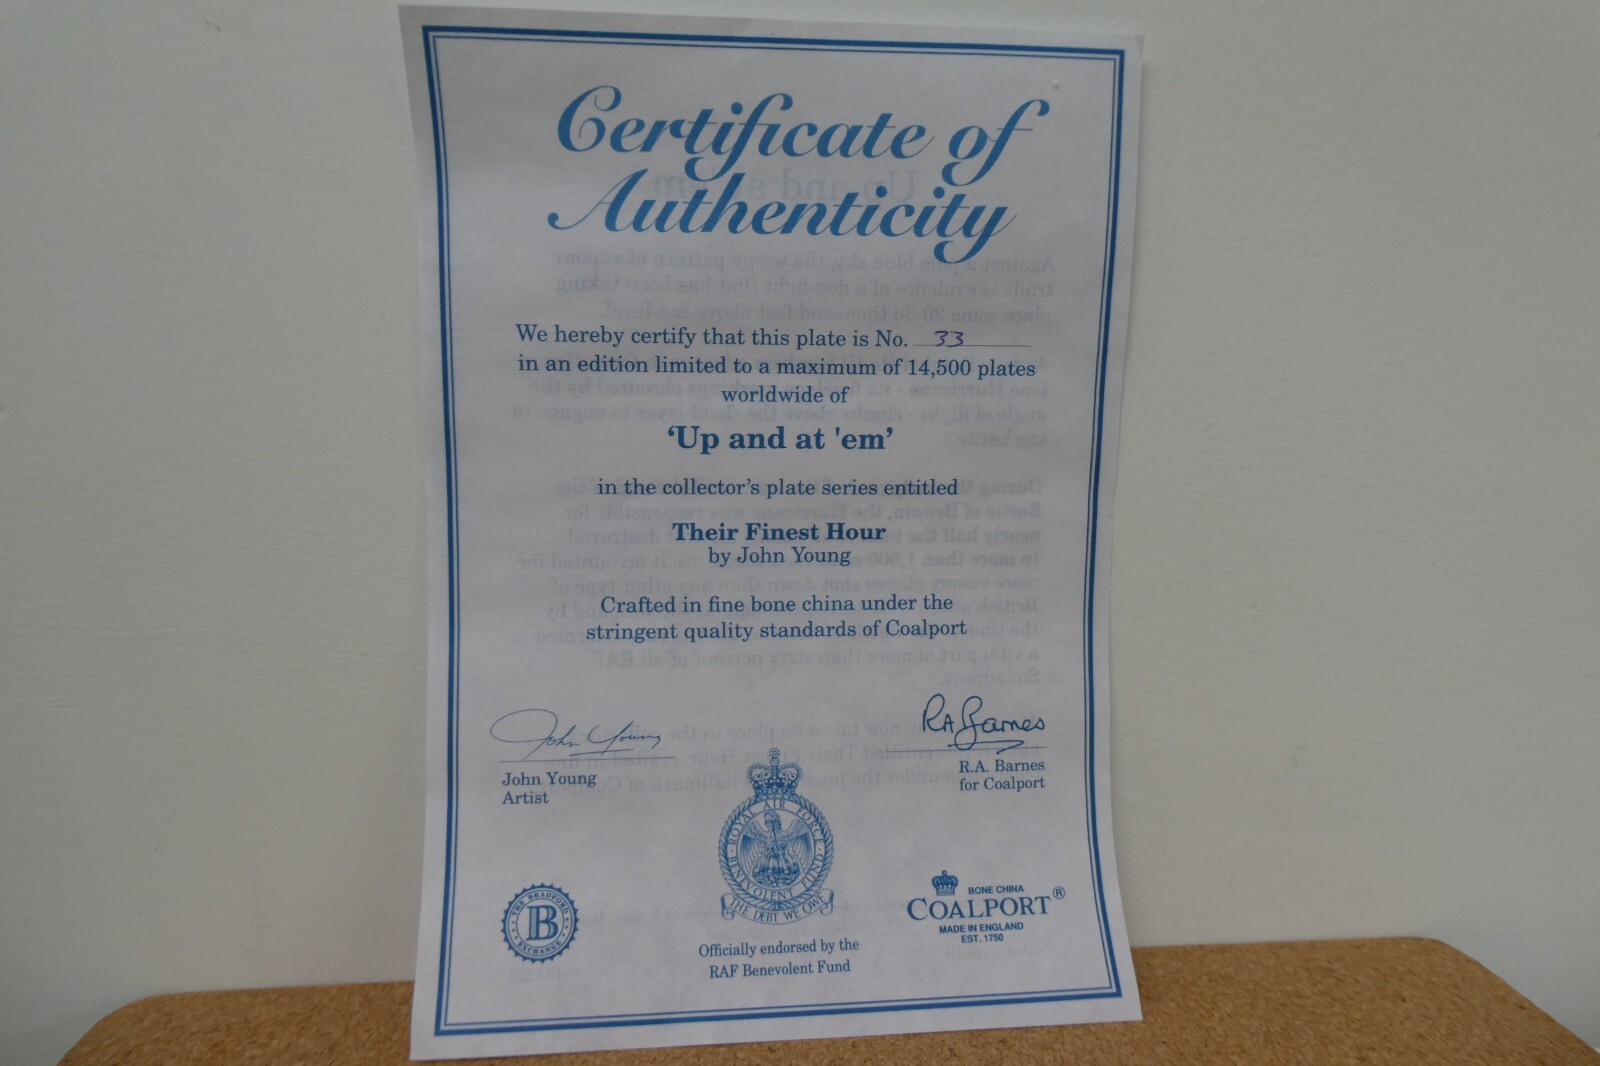 Certificate of
Authenticity
We hereby certify that this plate is No. 33
in an edition limited to a maximum of 14,500 plates
worldwide of
‘Up and at 'em’
in the collector’s plate series entitled
Their Finest Hour
by John Young
Crafted in fine bone china under the
stringent quality standards of Coalport
John Young
John Young
Artist
RA Barnes
R.A. Barnes
for Coalport
ROYAL AIR FORCE
BENEVOLENT FUND
THE DEBT WE OWE
Officially endorsed by the
RAF Benevolent Fund
THE BRADFORD
B
EXCHANGE
BONE CHINA
COALPORT®
MADE IN ENGLAND
EST. 1750